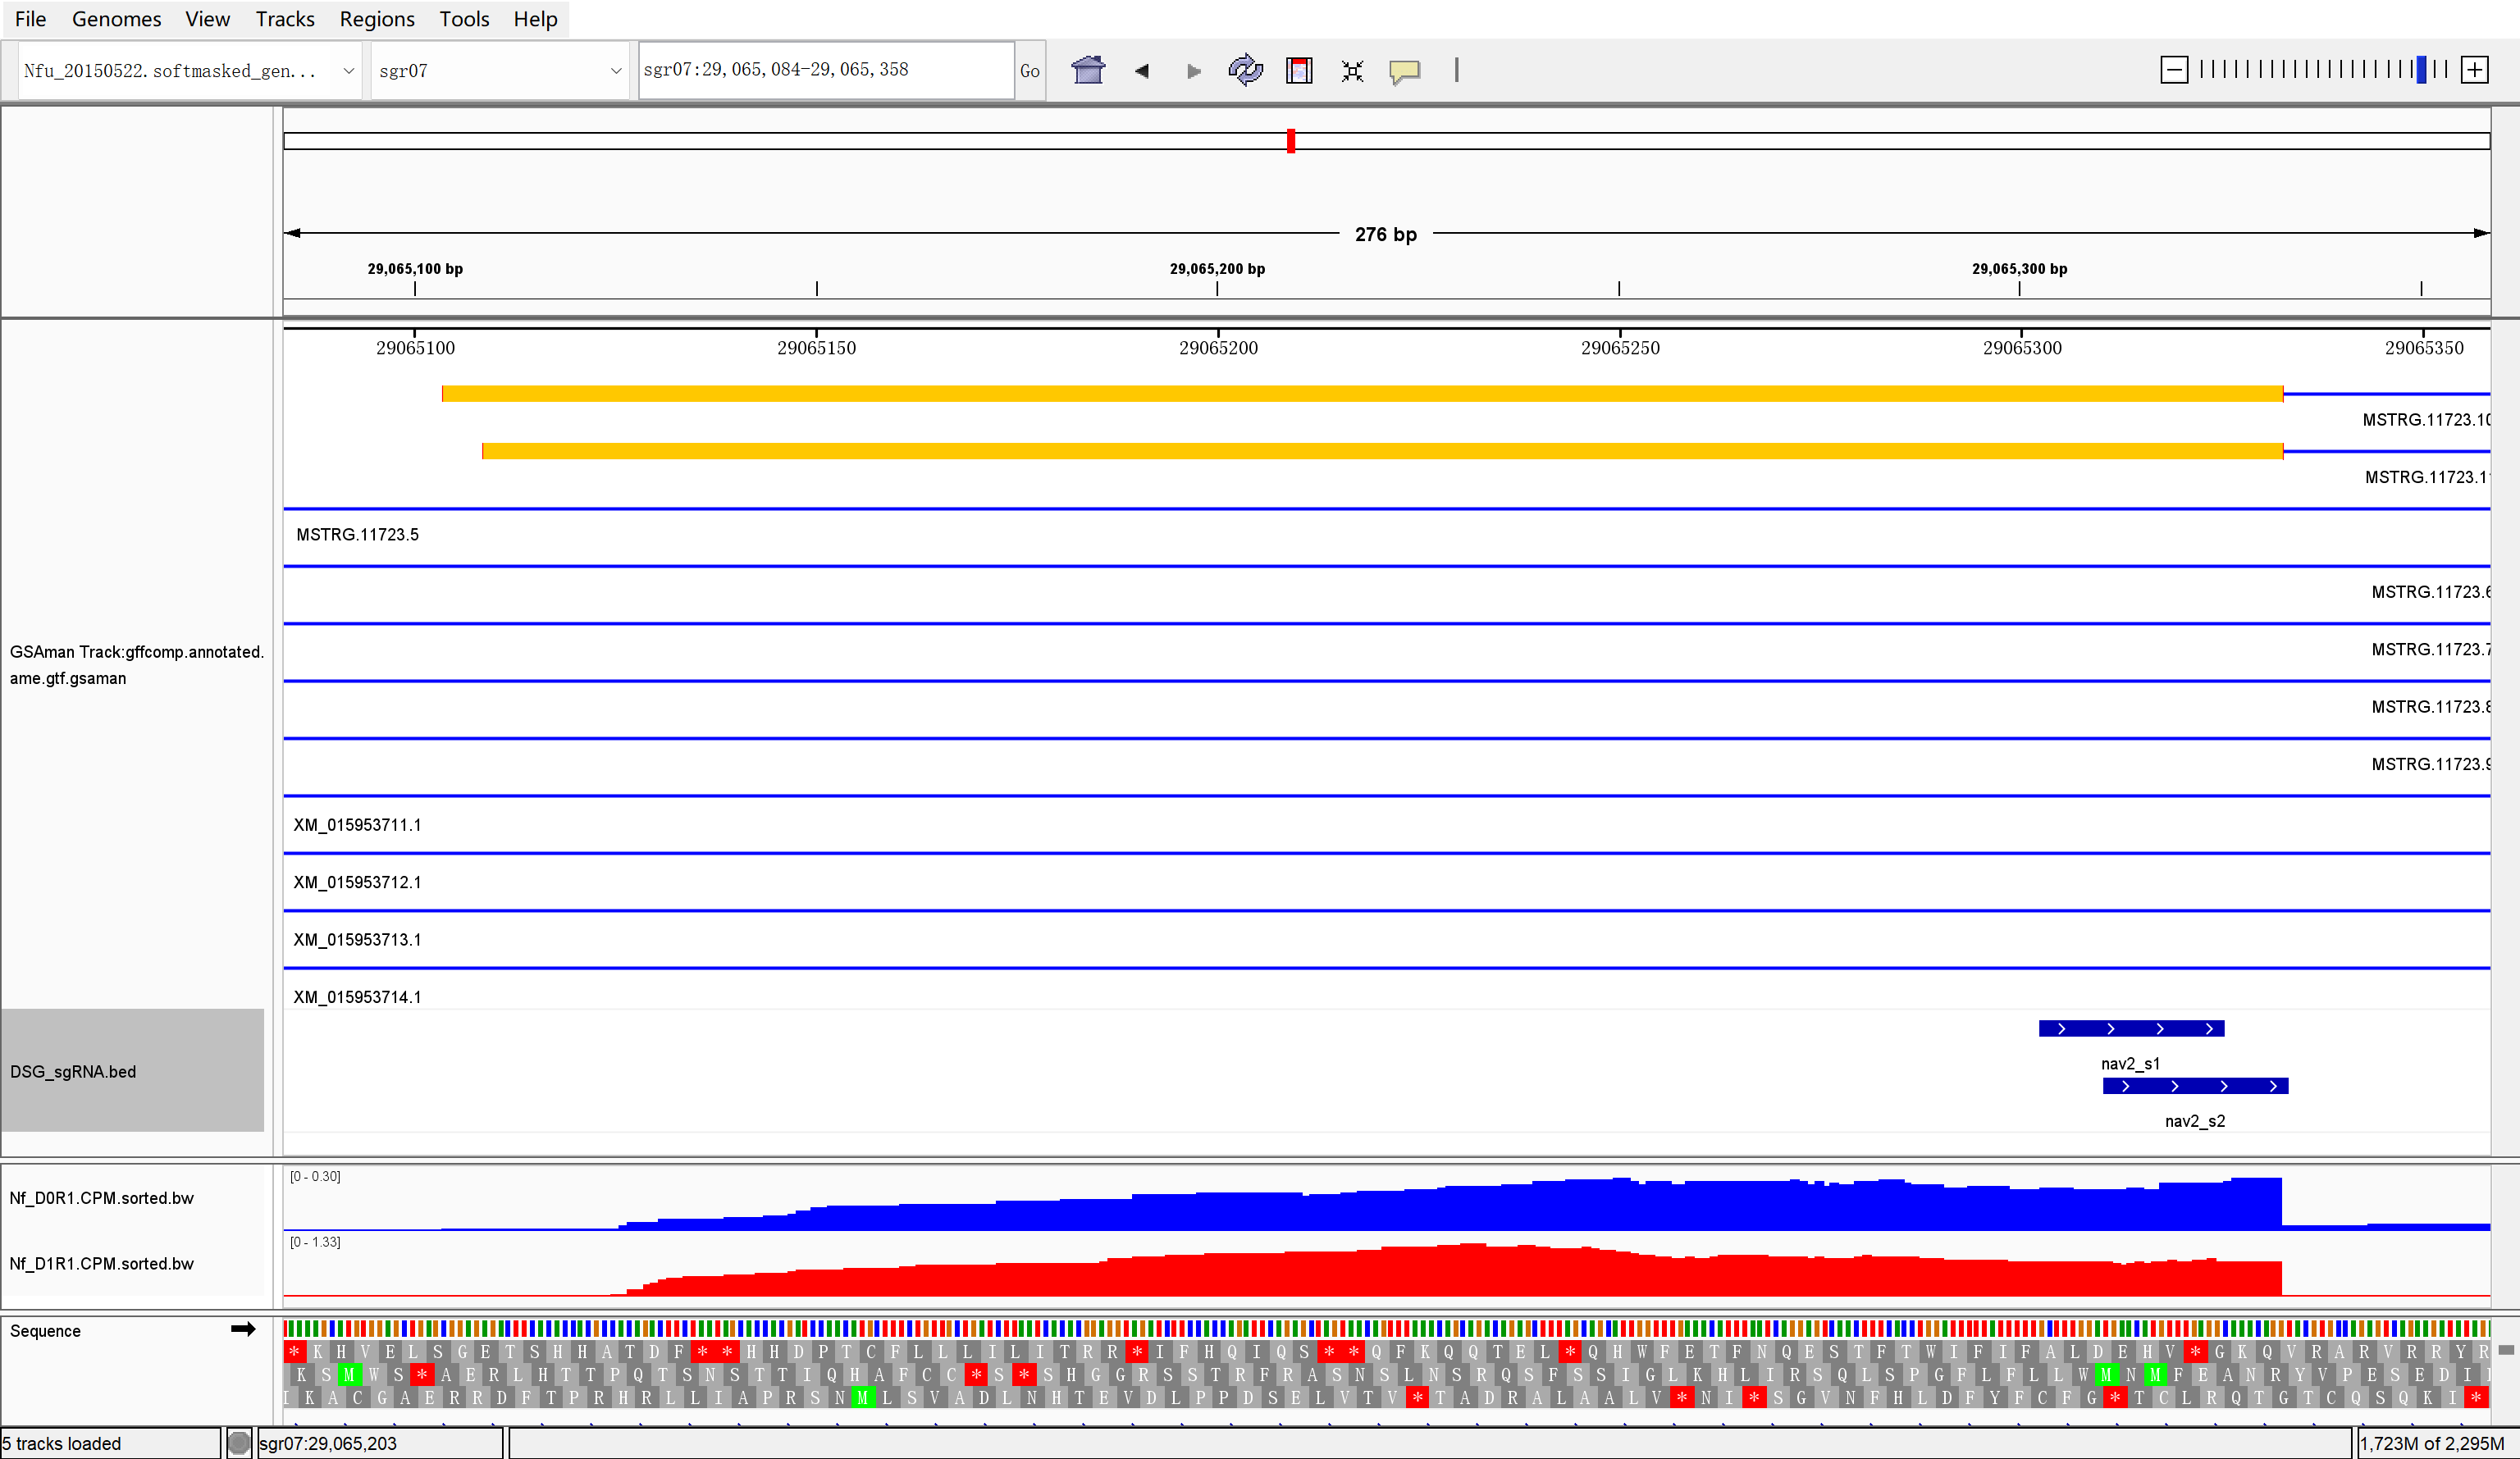 File Genomes View Tracks Regions Tools Help
Nfu_20150522.softmasked_gen... sgr07 sgr07:29,065,084-29,065,358 Go
276 bp
29,065,100 bp 29,065,200 bp 29,065,300 bp
29065100 29065150 29065200 29065250 29065300 29065350
MSTRG.11723.10
MSTRG.11723.1
MSTRG.11723.5
MSTRG.11723.6
GSAman Track:gffcomp.annotated.
ame.gtf.gsaman
MSTRG.11723.7
MSTRG.11723.8
MSTRG.11723.9
XM_015953711.1
XM_015953712.1
XM_015953713.1
XM_015953714.1
DSG_sgRNA.bed
nav2_s1
nav2_s2
[0 - 0.30]
Nf_D0R1.CPM.sorted.bw
[0 - 1.33]
Nf_D1R1.CPM.sorted.bw
Sequence
* K H V E L S G E T S H H A T D F * * H H D P T C F L L L I L I T R R * I F H Q I Q S * * Q F K Q Q T E L * Q H W F E T F N Q E S T F T W I F I F A L D E H V * G K Q V R A R V R R Y R
K S M W S * A E R L H T T P Q T S N S T T I Q H A F C C * S * S H G G R S S T R F R A S N S L N S R Q S F S S I G L K H L I R S Q L S P G F L F L L W M N M F E A N R Y V P E S E D I
I K A C G A E R R D F T P R H R L L I A P R S N M L S V A D L N H T E V D L P P D S E L V T V * T A D R A L A A L V * N I * S G V N F H L D F Y F C F G * T C L R Q T G T C Q S Q K I *
5 tracks loaded sgr07:29,065,203 1,723M of 2,295M